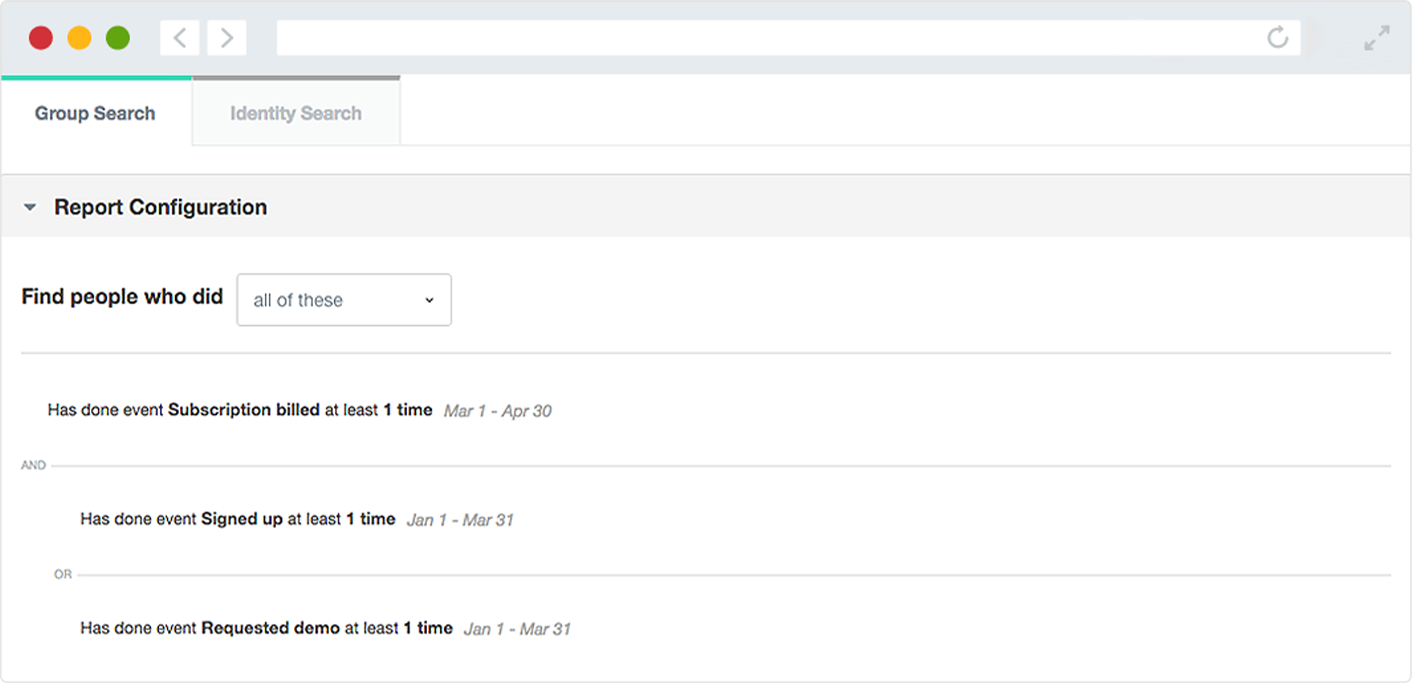 Group Search
Identity Search
Report Configuration
Find people who did
all of these
Has done event Subscription billed at least 1 time Mar 1 - Apr 30
AND
Has done event Signed up at least 1 time Jan 1 - Mar 31
OR
Has done event Requested demo at least 1 time Jan 1 - Mar 31